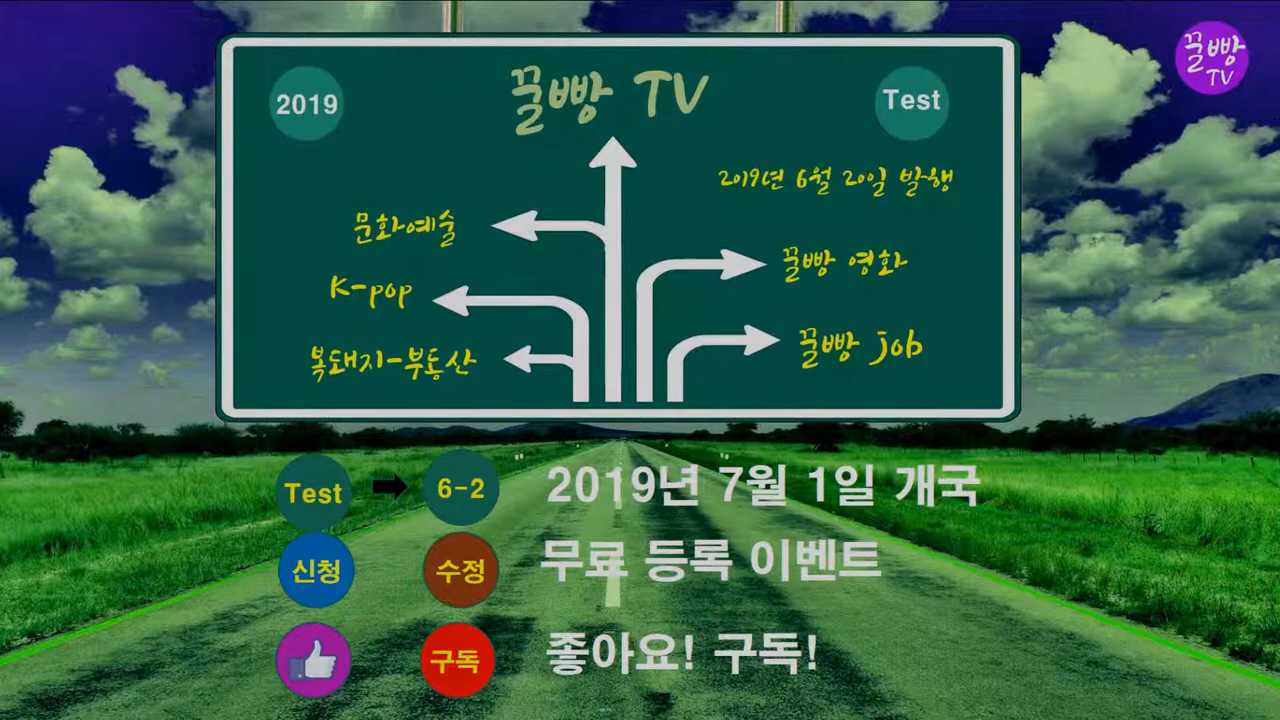 꿀빵 TV
2019
꿀빵 TV
Test
2019년 6월 20일 발행
문화예술
꿀빵 영화
K-pop
꿀빵 job
복돼지-부동산
Test 6-2 2019년 7월 1일 개국
신청 수정 무료 등록 이벤트
구독 좋아요! 구독!